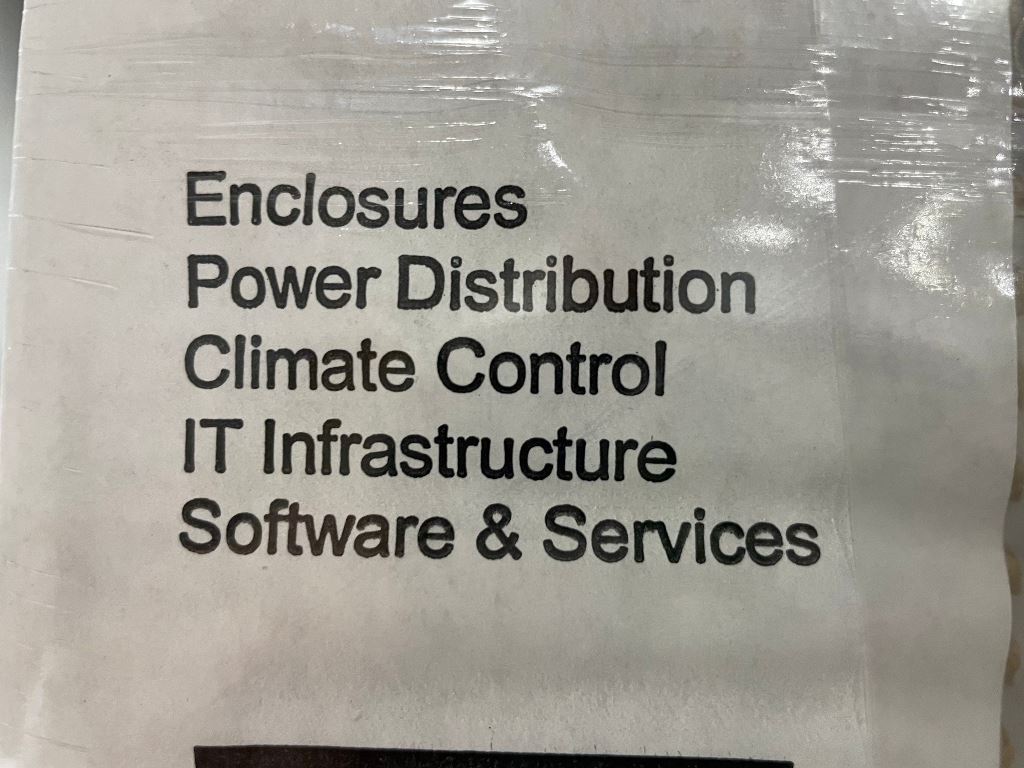 Enclosures
Power Distribution
Climate Control
IT Infrastructure
Software & Services